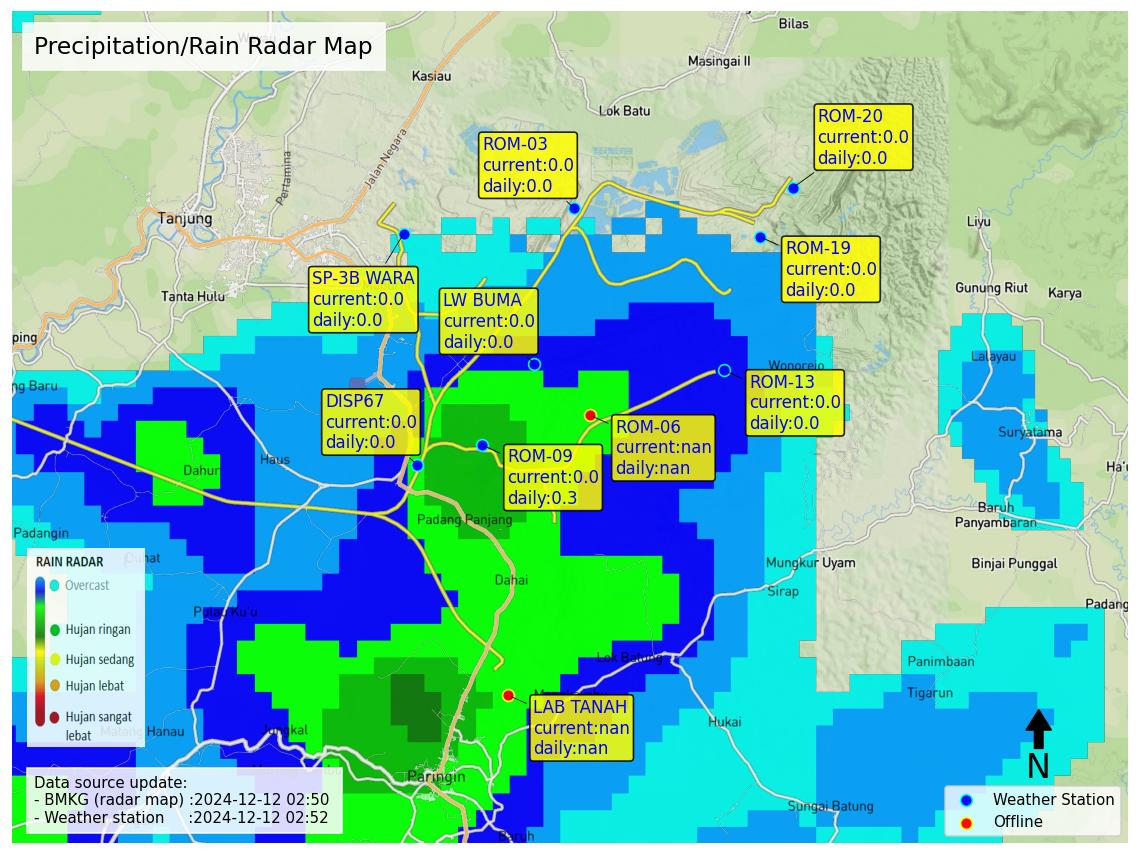 Precipitation/Rain Radar Map
Bilas
Masingai II
Kasiau
Lok Batu
Jalan Negara
Pertamina
Tanjung
ROM-03
current:0.0
daily:0.0
ROM-20
current:0.0
daily:0.0
ROM-19
current:0.0
daily:0.0
Liyu
Gunung Riut
Karya
SP-3B WARA
current:0.0
daily:0.0
LW BUMA
current:0.0
daily:0.0
Tanta Hulu
ping
ng Baru
Wonorejo
Lalayau
ROM-13
current:0.0
daily:0.0
DISP67
current:0.0
daily:0.0
ROM-06
current:nan
daily:nan
ROM-09
current:0.0
daily:0.3
Suryatama
Haus
Dahur
Ha'u
Padang Panjang
Baruh
Panyambaran
Padangin
Mungkur Uyam
Binjai Punggal
Dahai
Sirap
Padang
Pulau Ku'u
Lok Batung
Panimbaan
Tigarun
LAB TANAH
current:nan
daily:nan
Hukai
Jungkal
Paringin
Sungai Batung
Baruh
RAIN RADAR
Overcast
Hujan ringan
Hujan sedang
Hujan lebat
Hujan sangat
lebat
Data source update:
- BMKG (radar map) :2024-12-12 02:50
- Weather station :2024-12-12 02:52
N
Weather Station
Offline